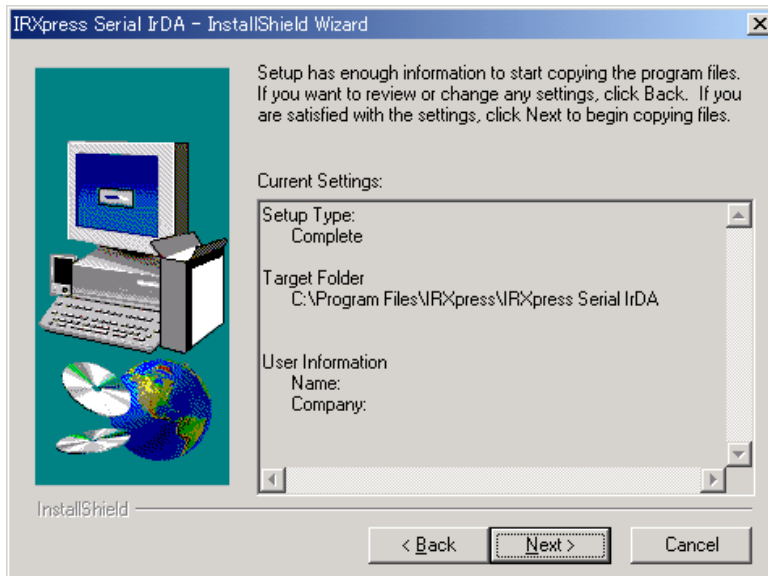 IRXpress Serial IrDA - InstallShield Wizard
Setup has enough information to start copying the program files.
If you want to review or change any settings, click Back. If you
are satisfied with the settings, click Next to begin copying files.
Current Settings:
Setup Type:
Complete
Target Folder
C:\Program Files\IRXpress\IRXpress Serial IrDA
User Information
Name:
Company:
InstallShield
< Back
Next >
Cancel